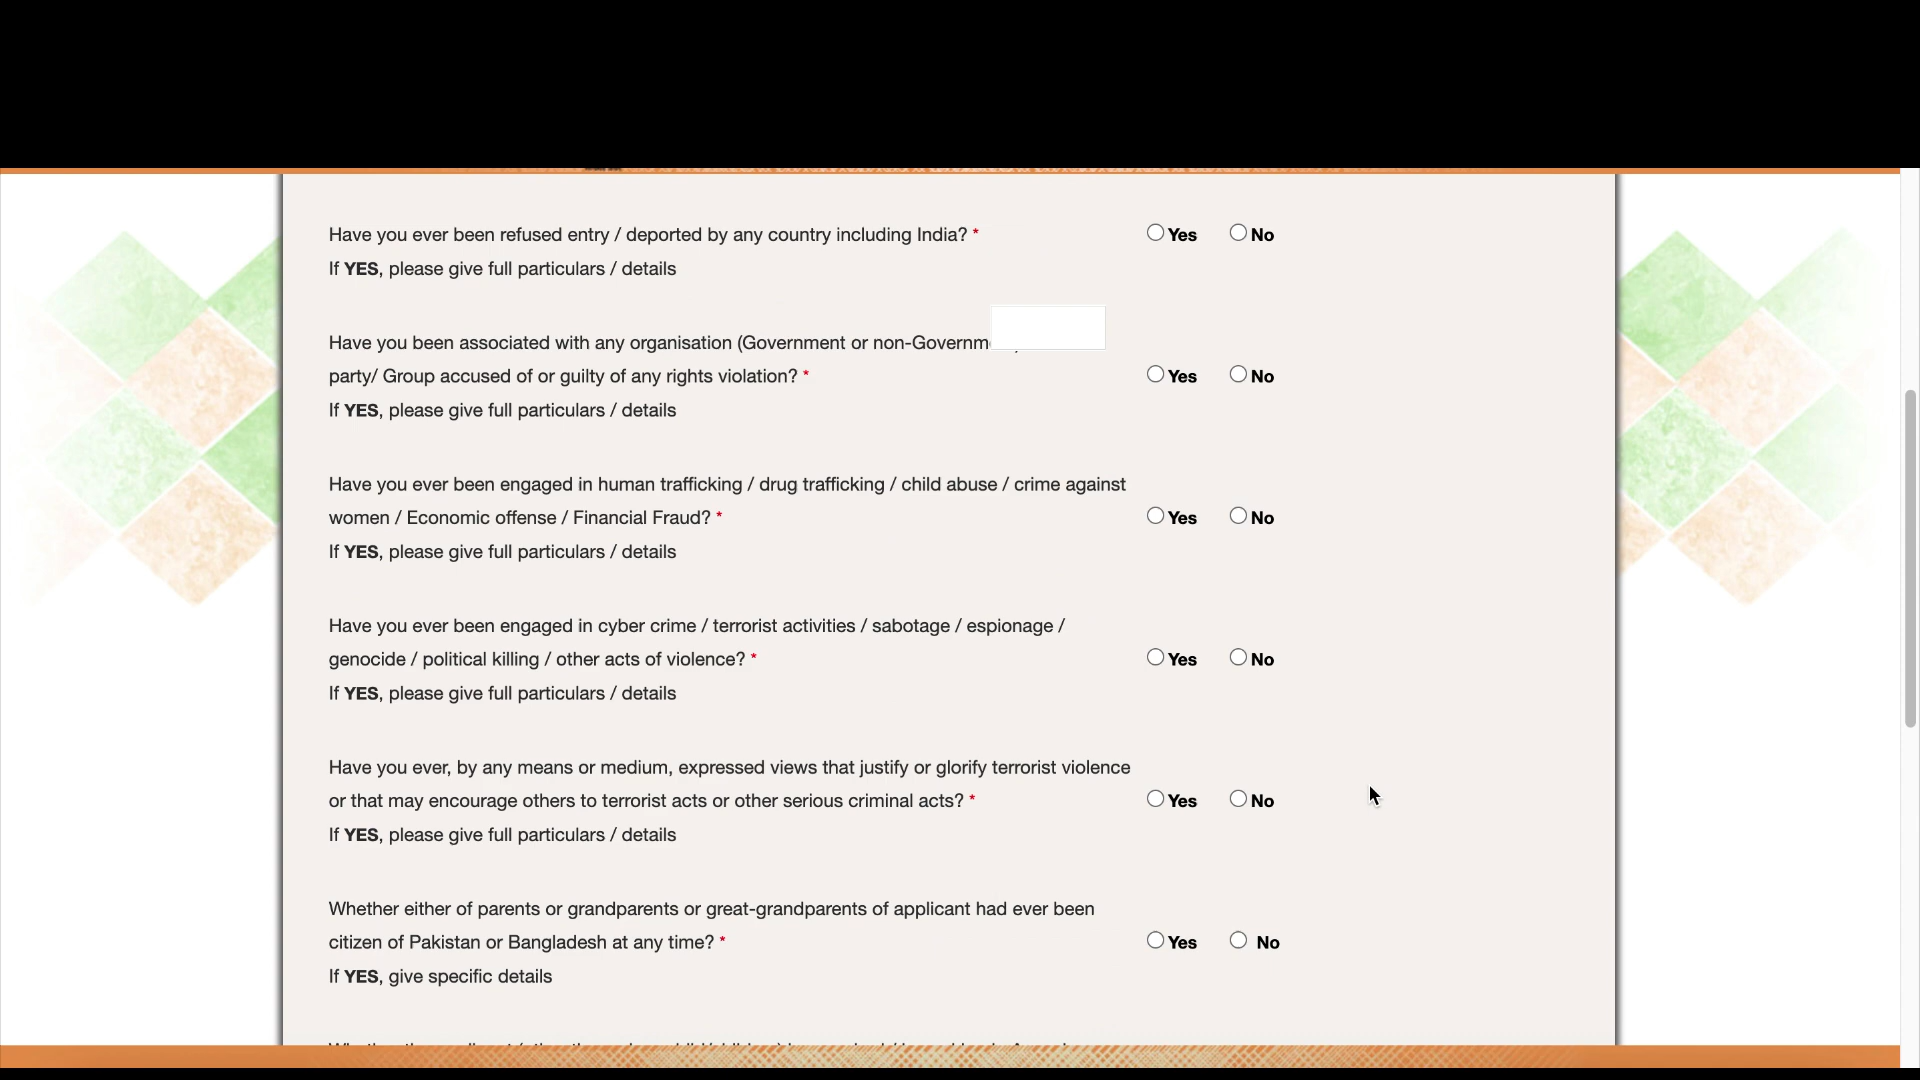 Have you ever been refused entry / deported by any country including India? *
Yes No
If YES, please give full particulars / details
Have you been associated with any organisation (Government or
party/ Group accused of or guilty of any rights violation? *
Yes No
If YES, please give full particulars / details
Have you ever been engaged in human trafficking / drug trafficking / child abuse / crime against
women / Economic offense / Financial Fraud? *
Yes No
If YES, please give full particulars / details
Have you ever been engaged in cyber crime / terrorist activities / sabotage / espionage /
genocide / political killing / other acts of violence? *
Yes No
If YES, please give full particulars / details
Have you ever, by any means or medium, expressed views that justify or glorify terrorist violence
or that may encourage others to terrorist acts or other serious criminal acts? *
Yes No
If YES, please give full particulars / details
Whether either of parents or grandparents or great-grandparents of applicant had ever been
citizen of Pakistan or Bangladesh at any time? *
Yes No
If YES, give specific details